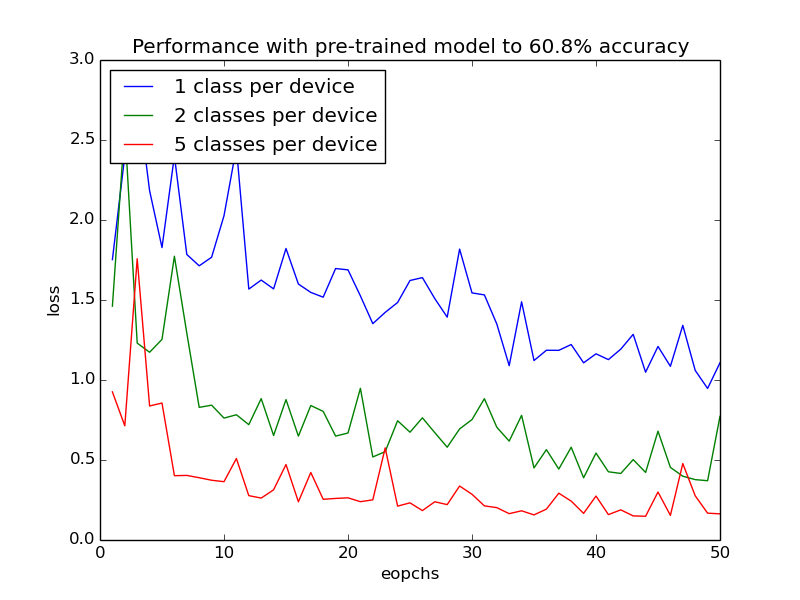 Performance with pre-trained model to 60.8% accuracy
3.0
1 class per device
2 classes per device
5 classes per device
2.5
2.0
1.5
1.0
0.5
0.0
loss
0 10 20 30 40 50
eopchs